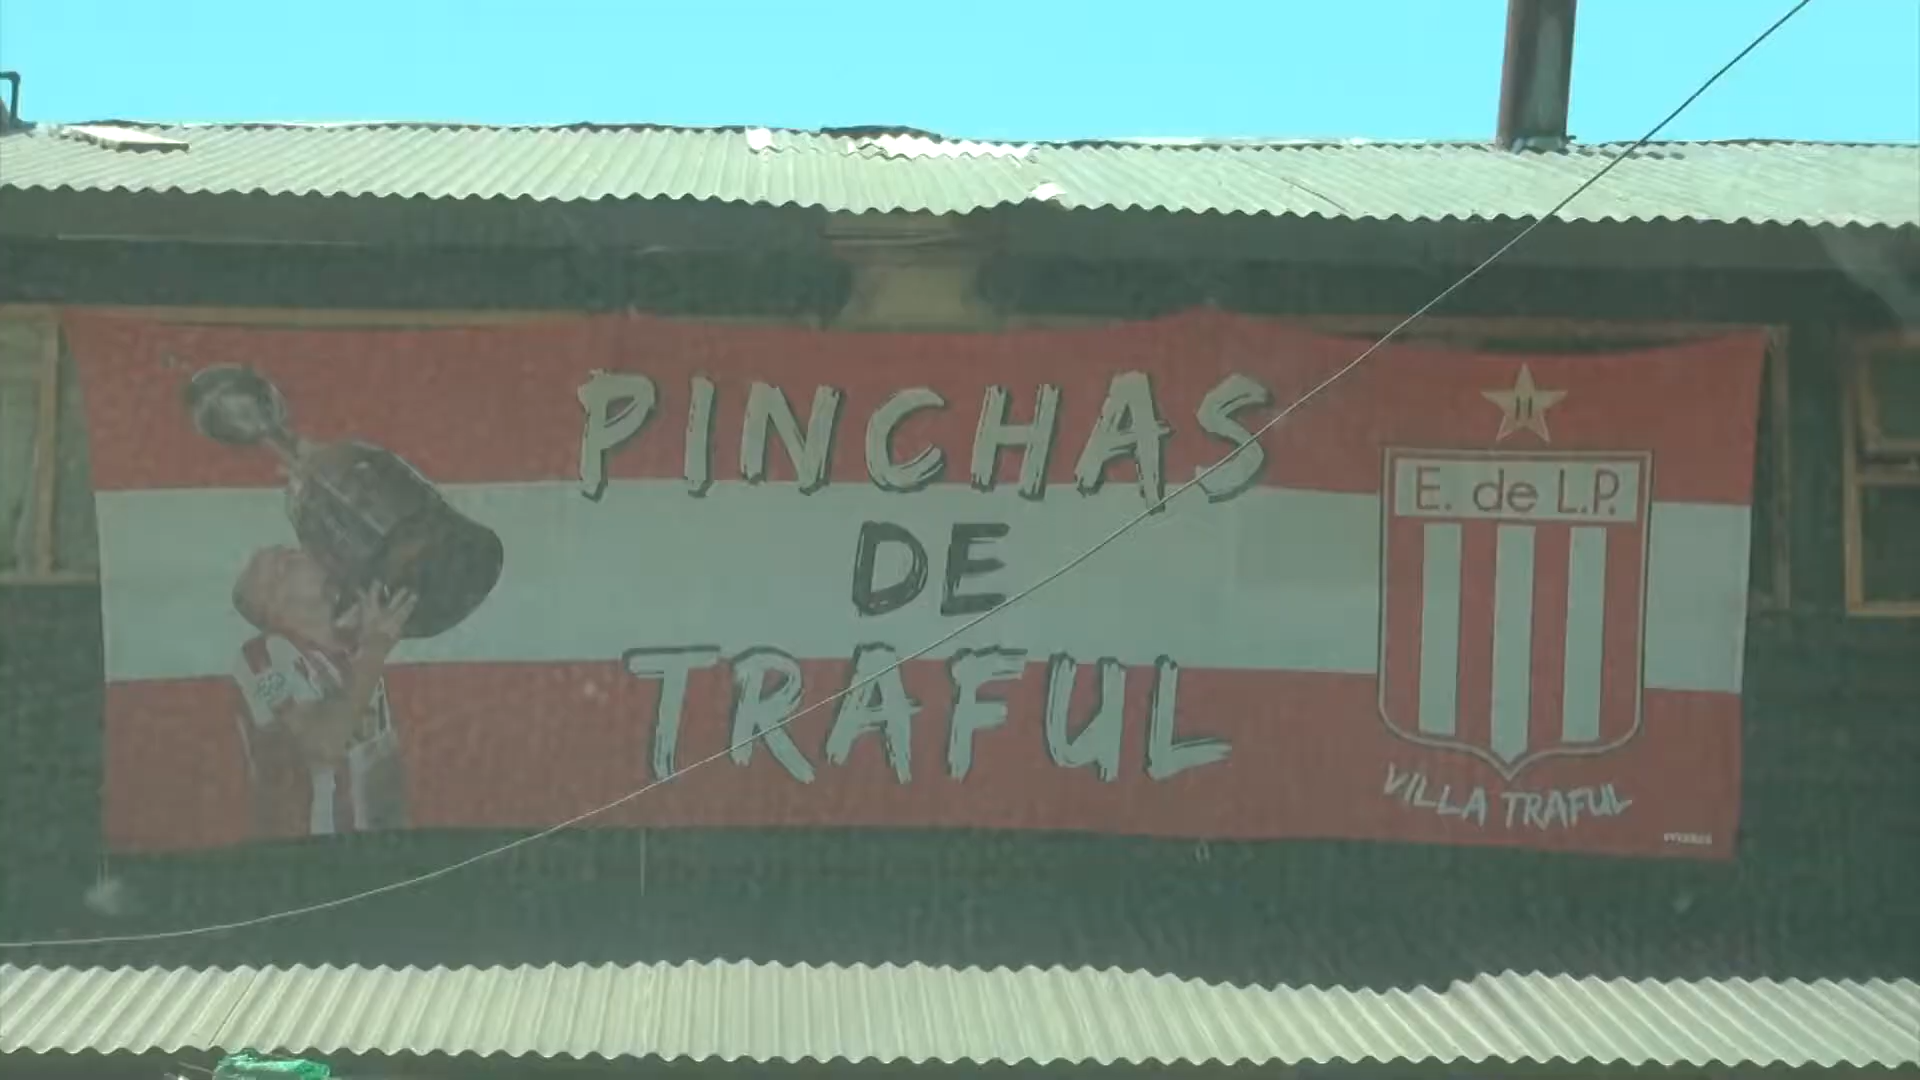 PINCHAS
DE
TRAFUL
E. de L.P.
VILLA TRAFUL